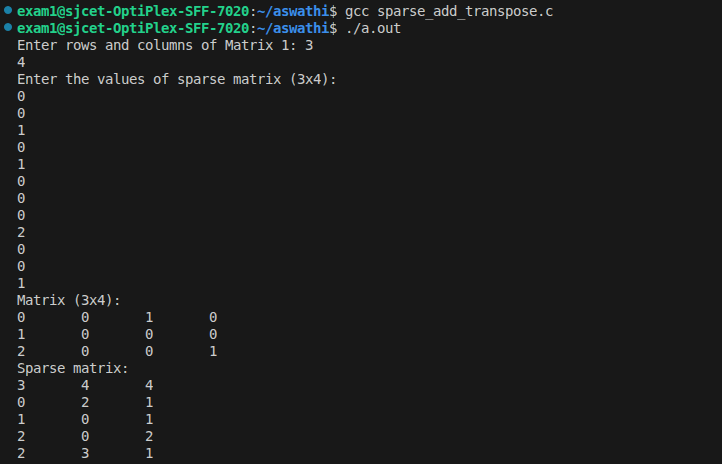 exam1@sjcet-OptiPlex-SFF-7020:~/aswathi$ gcc sparse_add_transpose.c
exam1@sjcet-OptiPlex-SFF-7020:~/aswathi$ ./a.out
Enter rows and columns of Matrix 1: 3
4
Enter the values of sparse matrix (3x4):
0
0
1
0
1
0
0
0
2
0
0
1
Matrix (3x4):
0 0 1 0
1 0 0 0
2 0 0 1
Sparse matrix:
3 4 4
0 2 1
1 0 1
2 0 2
2 3 1